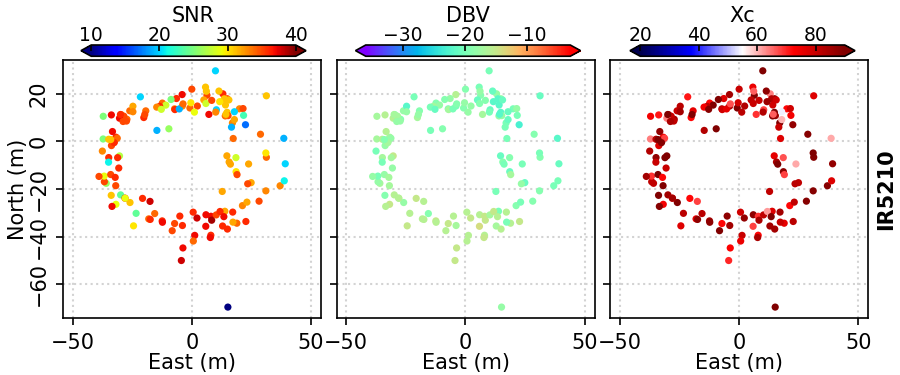 SNR DBV Xc
10 20 30 40 −30 −20 −10 20 40 60 80
20
0
−20
−40
−60
North (m)
IR5210
−50 0 50 −50 0 50 −50 0 50
East (m) East (m) East (m)